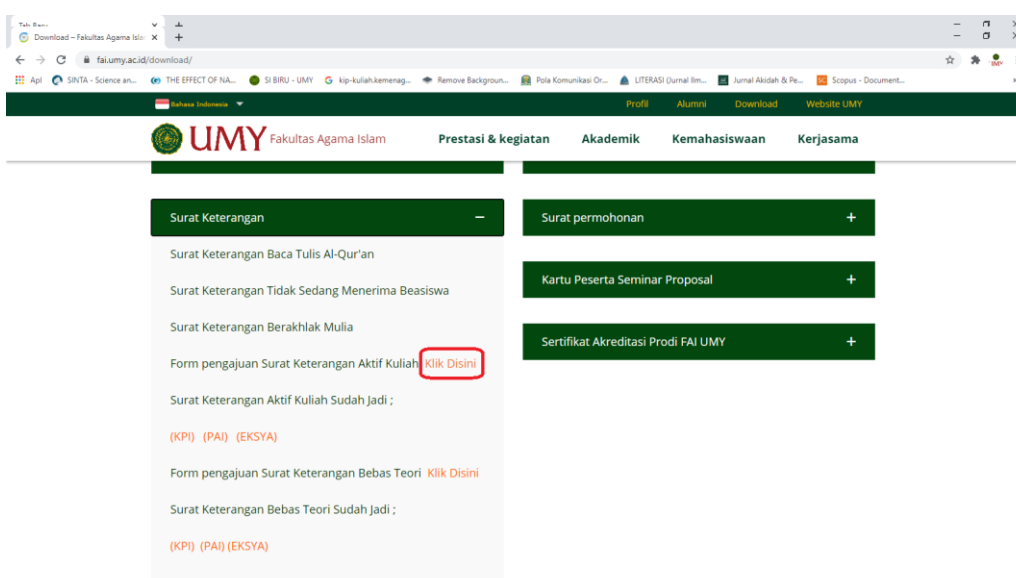 Tab Baru
Download – Fakultas Agama Isla
fai.umy.ac.id/download/
Apl SINTA - Science an... THE EFFECT OF NA... SI BIRU - UMY kip-kuliah.kemenag... Remove Backgroun... Pola Komunikasi Or... LITERASI (Jurnal Ilm... Jurnal Akidah & Pe... Scopus - Document...
Bahasa Indonesia Profil Alumni Download Website UMY
UMY Fakultas Agama Islam Prestasi & kegiatan Akademik Kemahasiswaan Kerjasama
Surat Keterangan
Surat Keterangan Baca Tulis Al-Qur'an
Surat Keterangan Tidak Sedang Menerima Beasiswa
Surat Keterangan Berakhlak Mulia
Form pengajuan Surat Keterangan Aktif Kuliah Klik Disini
Surat Keterangan Aktif Kuliah Sudah Jadi ;
(KPI) (PAI) (EKSYA)
Form pengajuan Surat Keterangan Bebas Teori Klik Disini
Surat Keterangan Bebas Teori Sudah Jadi ;
(KPI) (PAI) (EKSYA)
Surat permohonan
Kartu Peserta Seminar Proposal
Sertifikat Akreditasi Prodi FAI UMY